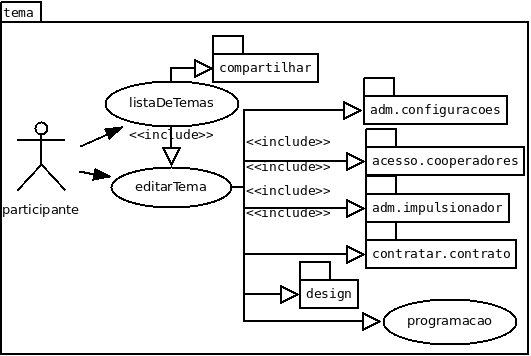 tema
compartilhar
listaDeTemas
adm.configuracoes
<<include>>
<<include>>
acesso.cooperadores
<<include>>
editarTema
<<include>>
participante
adm.impulsionador
<<include>>
contratar.contrato
design
programacao